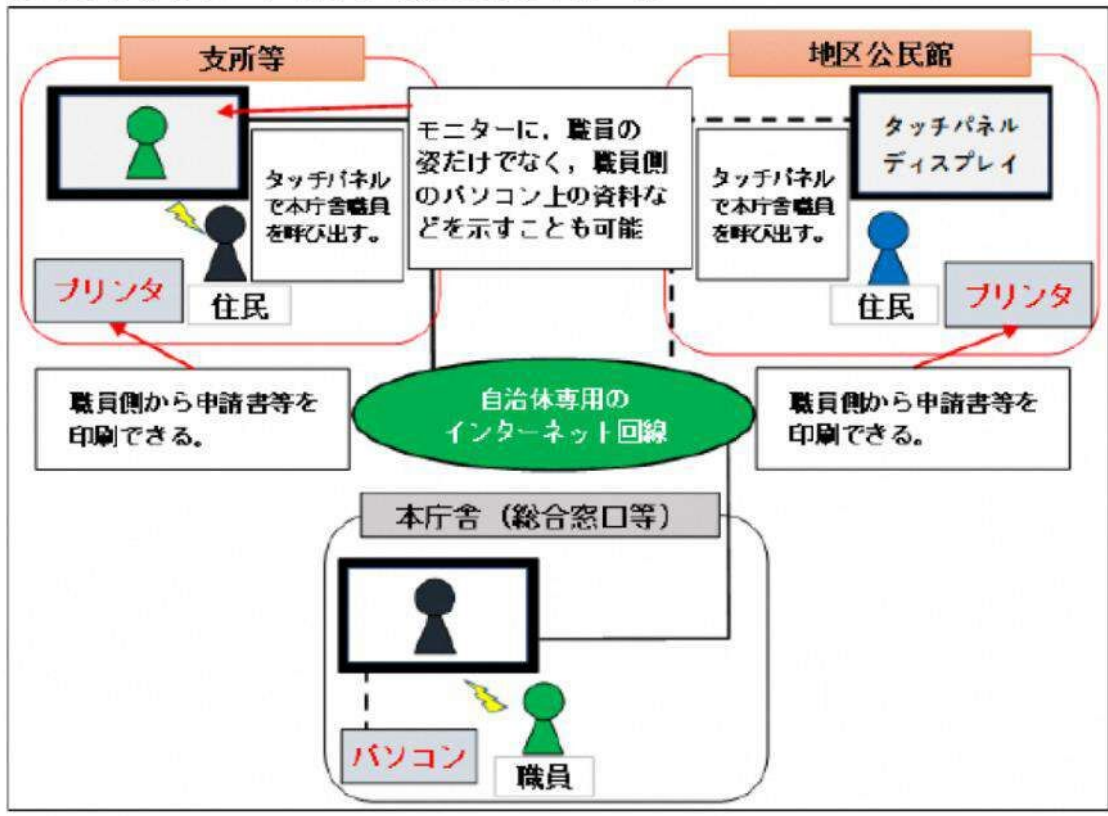 支所等
地区公民館
モニターに，職員の
姿だけでなく，職員側
のパソコン上の資料な
どを示すことも可能
タッチパネル
で本庁舎職員
を呼び出す。
タッチパネル
で本庁舎職員
を呼び出す。
タッチパネル
ディスプレイ
プリンタ
住民
住民
プリンタ
職員側から申請書等を
印刷できる。
自治体専用の
インターネット回線
職員側から申請書等を
印刷できる。
本庁舎（総合窓口等）
パソコン
職員